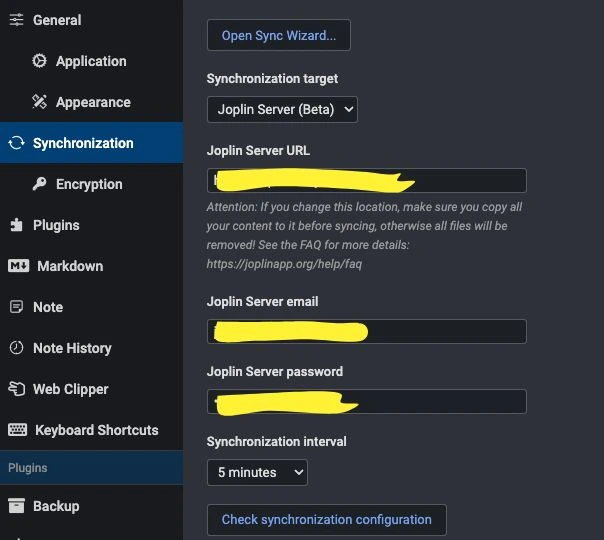 General
Application
Appearance
Synchronization
Encryption
Plugins
Markdown
Note
Note History
Web Clipper
Keyboard Shortcuts
Plugins
Backup
Open Sync Wizard...
Synchronization target
Joplin Server (Beta)
Joplin Server URL
Attention: If you change this location, make sure you copy all
your content to it before syncing, otherwise all files will be
removed! See the FAQ for more details:
https://joplinapp.org/help/faq
Joplin Server email
Joplin Server password
Synchronization interval
5 minutes
Check synchronization configuration